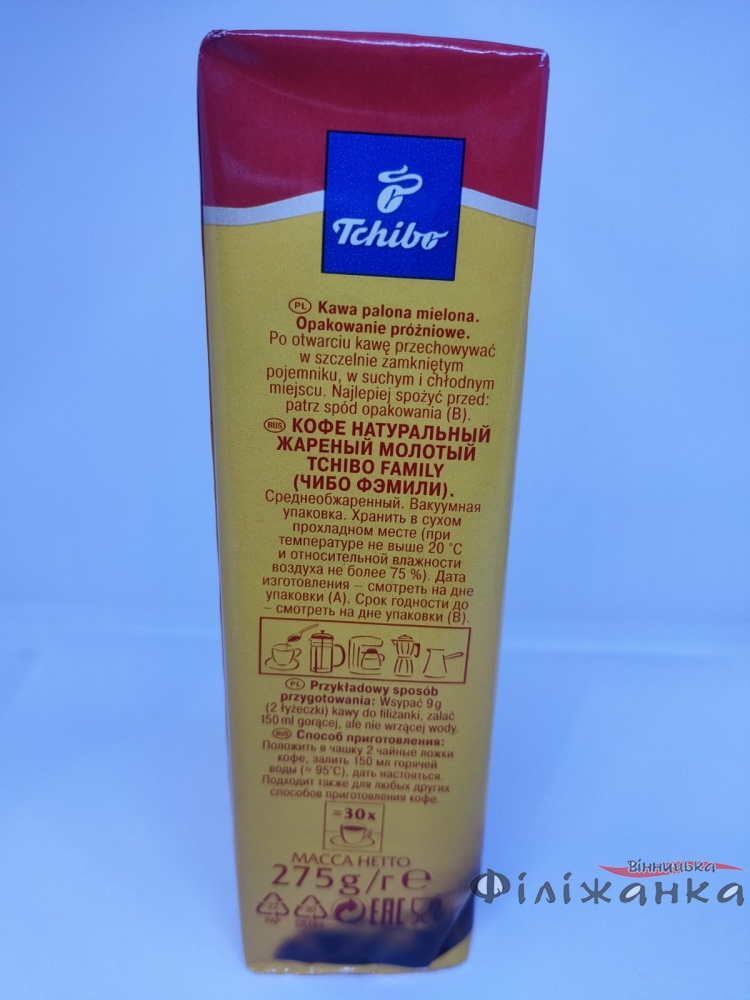 Tchibo
PL Kawa palona mielona.
Opakowanie próżniowe.
Po otwarciu kawę przechowywać
w szczelnie zamkniętym
pojemniku, w suchym i chłodnym
miejscu. Najlepiej spożyć przed:
patrz spód opakowania (B).
RUS КОФЕ НАТУРАЛЬНЫЙ
ЖАРЕНЫЙ МОЛОТЫЙ
TCHIBO FAMILY
(ЧИБО ФЭМИЛИ).
Среднеобжаренный. Вакуумная
упаковка. Хранить в сухом
прохладном месте (при
температуре не выше 20 °C
и относительной влажности
воздуха не более 75 %). Дата
изготовления – смотреть на дне
упаковки (A). Срок годности до
– смотреть на дне упаковки (B).
PL Przykładowy sposób
przygotowania: Wsypać 9g
(2 łyżeczki) kawy do filiżanki, zalać
150 ml gorącej, ale nie wrzącej wody.
RUS Способ приготовления:
Положить в чашку 2 чайные ложки
кофе, залить 150 мл горячей
воды (≈ 95°C), дать настояться.
Подходит также для любых других
способов приготовления кофе.
≈30x
МАССА НЕТТО
275g/г e
22
PAP
90
C/LDPE
EAC
Вінницька
Філіжанка